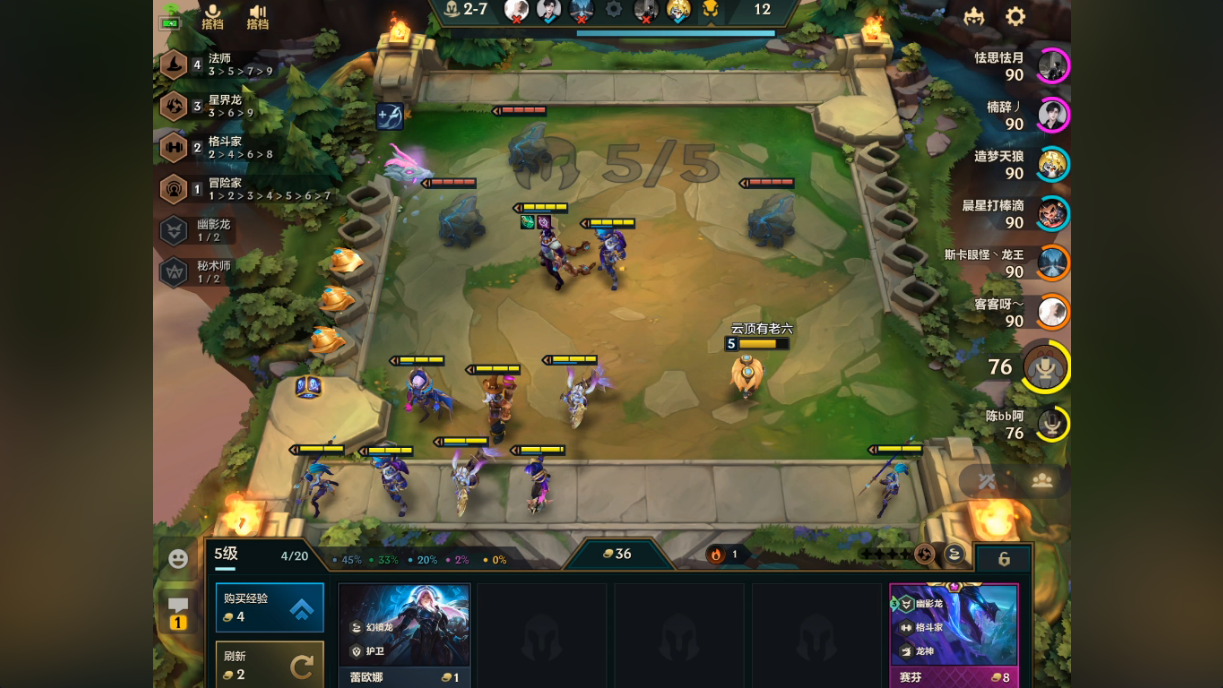 搭档
搭档
2-7
12
4 法师
3 > 5 > 7 > 9
3 星界龙
3 > 6 > 9
2 格斗家
2 > 4 > 6 > 8
1 冒险家
1 > 2 > 3 > 4 > 5 > 6 > 7
幽影龙
1 / 2
秘术师
1 / 2
5/5
怯思怯月
90
楠辞丿
90
造梦天狼
90
晨星打棒滴
90
斯卡眼怪丶龙王
90
客客呀～
90
76
陈bb阿
76
云顶有老六
5
5级
4/20
45% 33% 20% 2% 0%
36
1
6
购买经验
4
刷新
2
幻镜龙
护卫
蕾欧娜
1
3
幽影龙
格斗家
龙神
赛芬
8
1